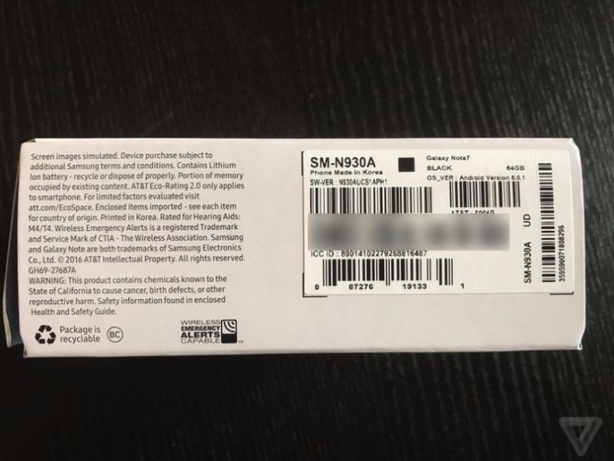 Screen images simulated. Device purchase subject to
additional Samsung terms and conditions. Contains Lithium
Ion battery - recycle or dispose of properly. Portion of memory
occupied by existing content. AT&T Eco-Rating 2.0 only applies
to smartphone. For limited factors evaluated visit
att.com/EcoSpace. Enclosed items imported - see each item
for country of origin. Printed in Korea. Rated for Hearing Aids:
M4/T4. Wireless Emergency Alerts is a registered Trademark
and Service Mark of CTIA - The Wireless Association. Samsung
and Galaxy Note are both trademarks of Samsung Electronics
Co., Ltd. © 2016 AT&T Intellectual Property. All rights reserved.
GH69-27687A
WARNING: This product contains chemicals known to the
State of California to cause cancer, birth defects, or other
reproductive harm. Safety information found in enclosed
Health and Safety Guide.
Package is
recyclable
BC
WIRELESS
EMERGENCY
ALERTS
CAPABLE
TM
SM-N930A
Phone Made in Korea
SW-VER : N930AUCS1APH1
Galaxy Note7
BLACK 64GB
OS_VER : Android Version 6.0.1
ICC ID : 89014102279268816487
8 87276 19133 1
SM-N930A UD
359596071808296